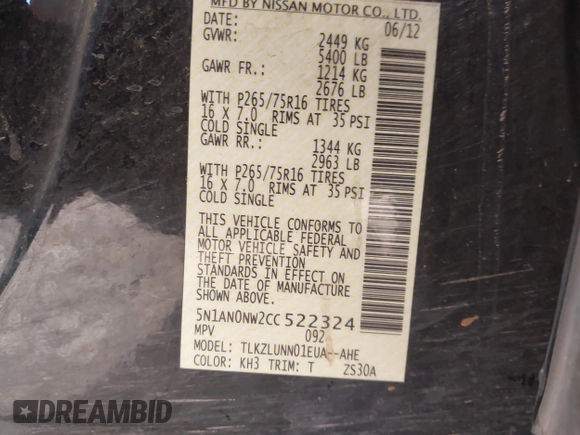 MFD BY NISSAN MOTOR CO., LTD.
DATE: 06/12
GVWR: 2449 KG
5400 LB
GAWR FR.: 1214 KG
2676 LB
WITH P265/75R16 TIRES
16 X 7.0 RIMS AT 35 PSI
COLD SINGLE
GAWR RR.: 1344 KG
2963 LB
WITH P265/75R16 TIRES
16 X 7.0 RIMS AT 35 PSI
COLD SINGLE
THIS VEHICLE CONFORMS TO
ALL APPLICABLE FEDERAL
MOTOR VEHICLE SAFETY AND
THEFT PREVENTION
STANDARDS IN EFFECT ON
THE DATE OF MANUFACTURE
SHOWN ABOVE.
5N1AN0NW2CC522324
MPV 092
MODEL: TLKZLUNN01EUA--AHE
COLOR: KH3 TRIM: T ZS30A
DREAMBID